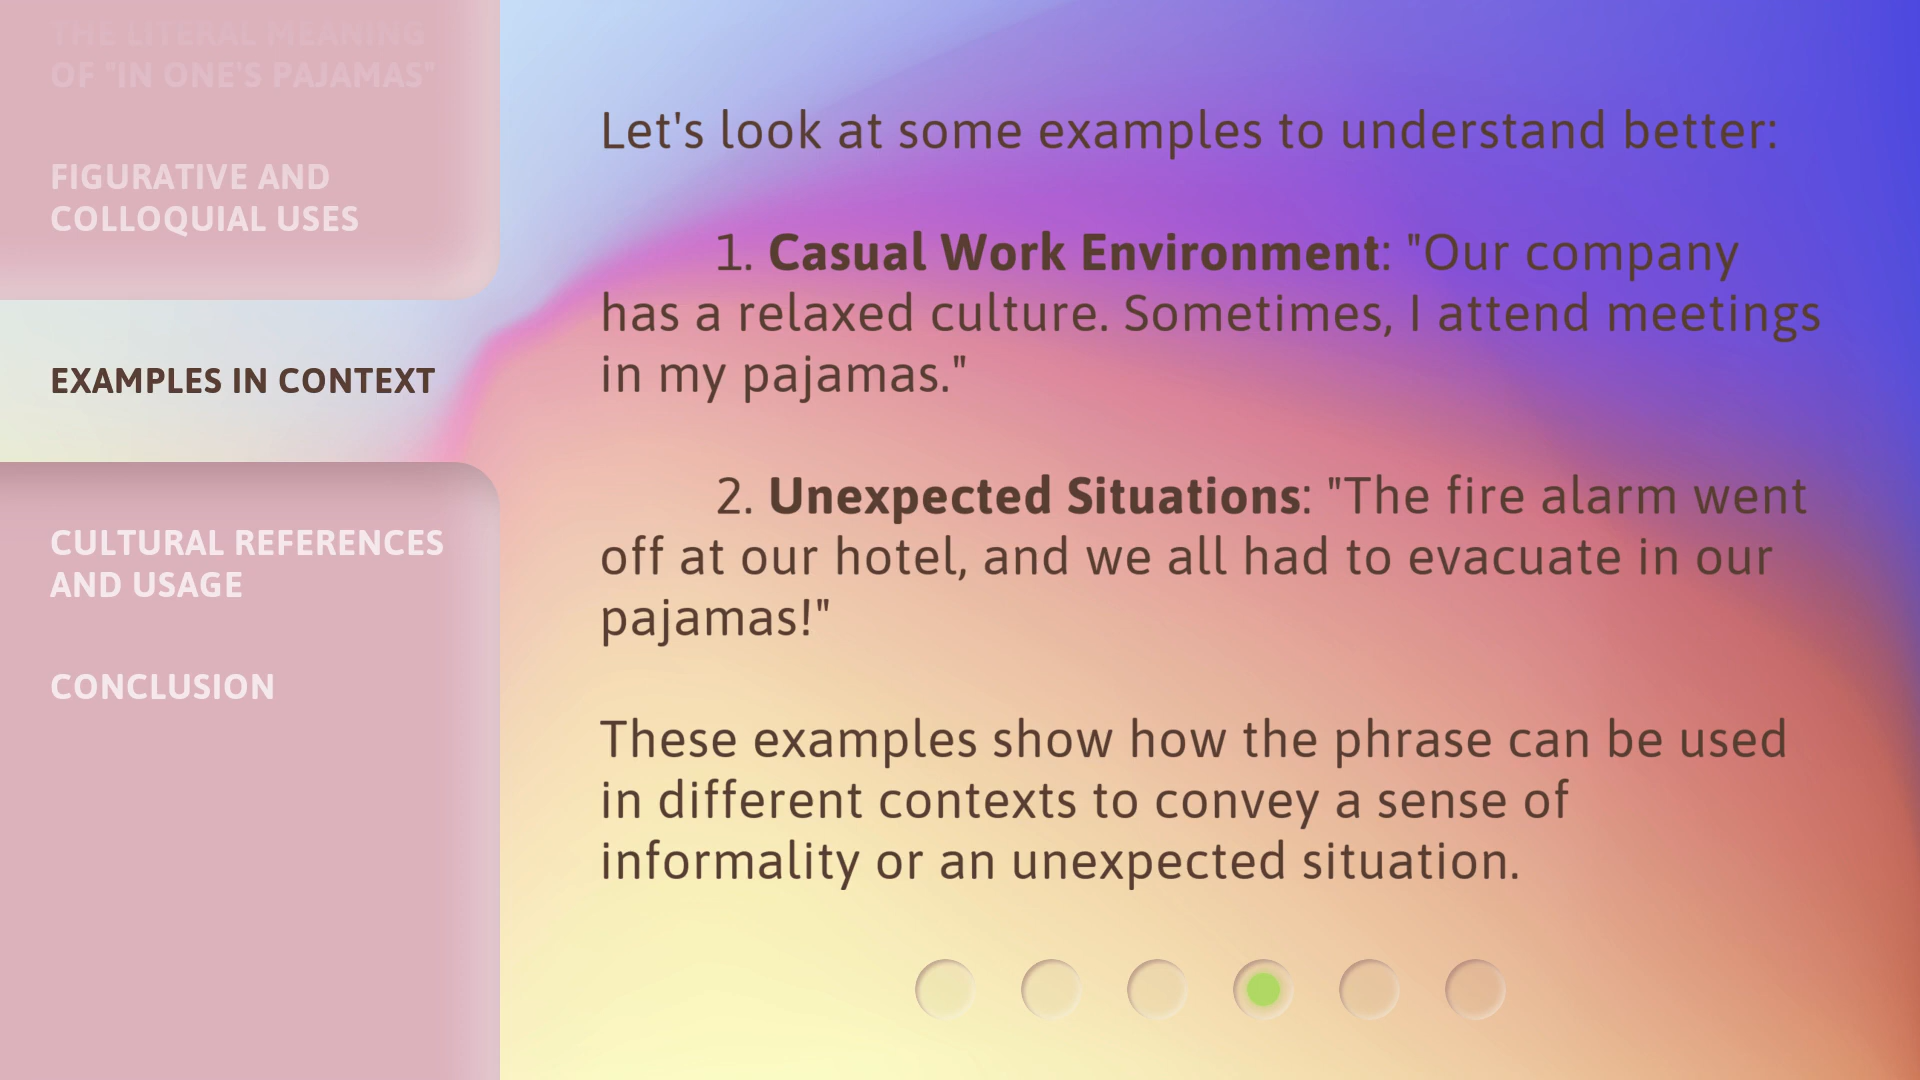 THE LITERAL MEANING
OF "IN ONE'S PAJAMAS"
FIGURATIVE AND
COLLOQUIAL USES
EXAMPLES IN CONTEXT
CULTURAL REFERENCES
AND USAGE
CONCLUSION
Let's look at some examples to understand better:
1. Casual Work Environment: "Our company
has a relaxed culture. Sometimes, I attend meetings
in my pajamas."
2. Unexpected Situations: "The fire alarm went
off at our hotel, and we all had to evacuate in our
pajamas!"
These examples show how the phrase can be used
in different contexts to convey a sense of
informality or an unexpected situation.